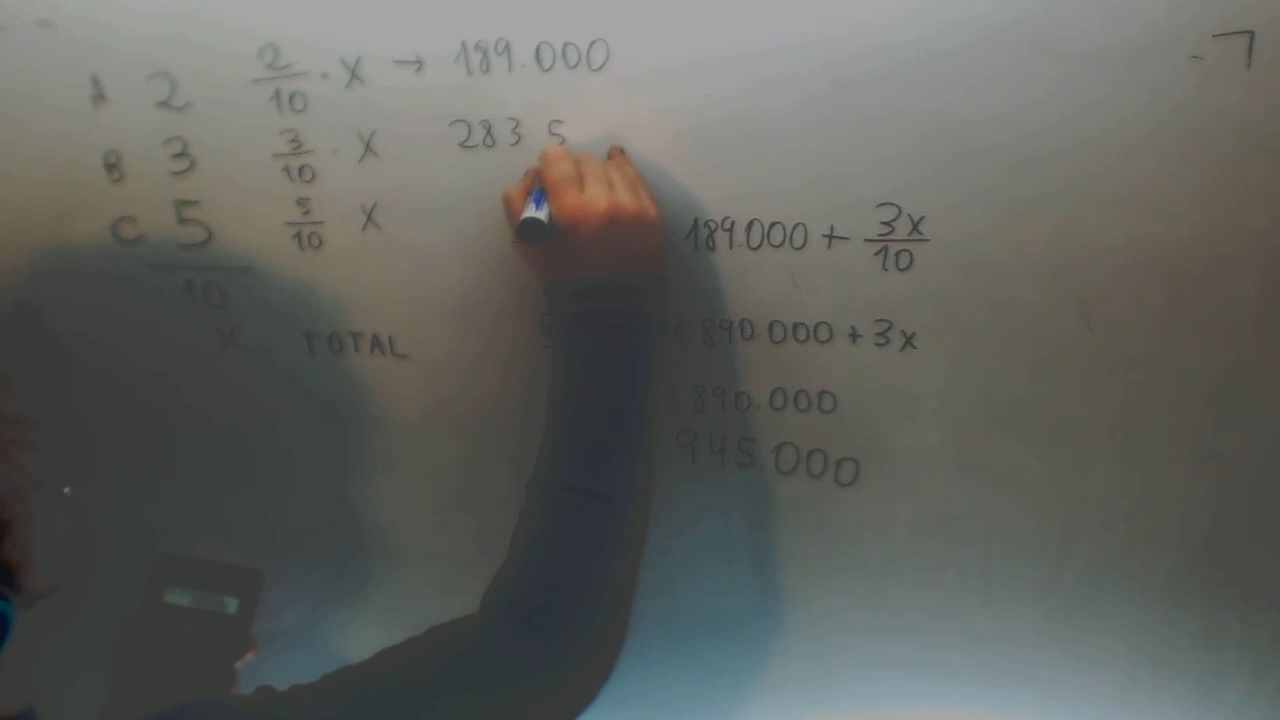 A 2 2/10 · X → 189.000
B 3 3/10 · X 283 5
C 5 5/10 X
10
X TOTAL
- 7
189.000 + 3x/10
890.000 + 3x
890.000
945.000